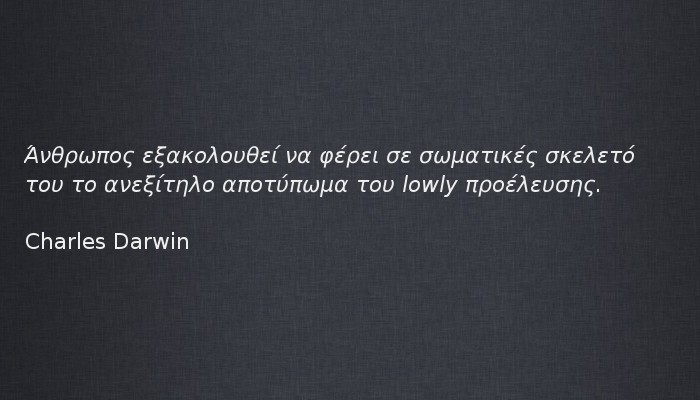 Άνθρωπος εξακολουθεί να φέρει σε σωματικές σκελετό
του το ανεξίτηλο αποτύπωμα του lowly προέλευσης.
Charles Darwin